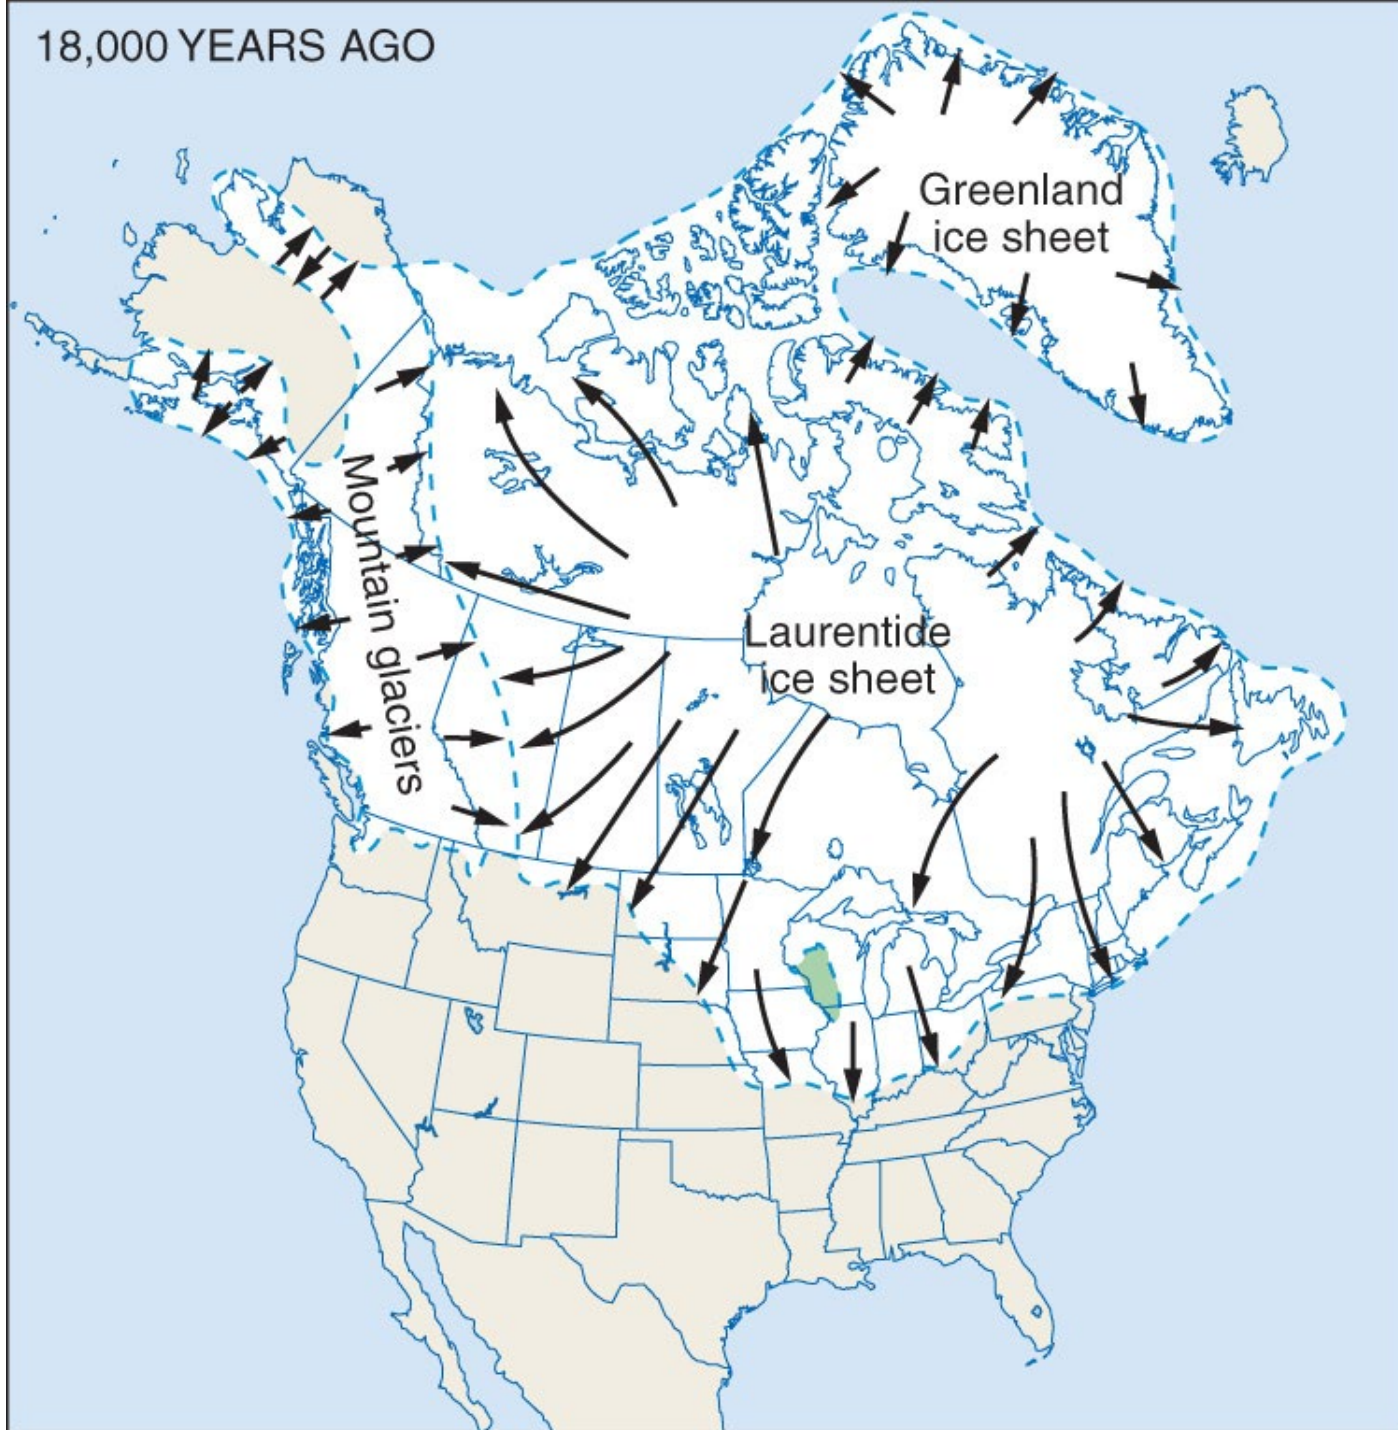 18,000 YEARS AGO
Greenland
ice sheet
Mountain glaciers
Laurentide
ice sheet